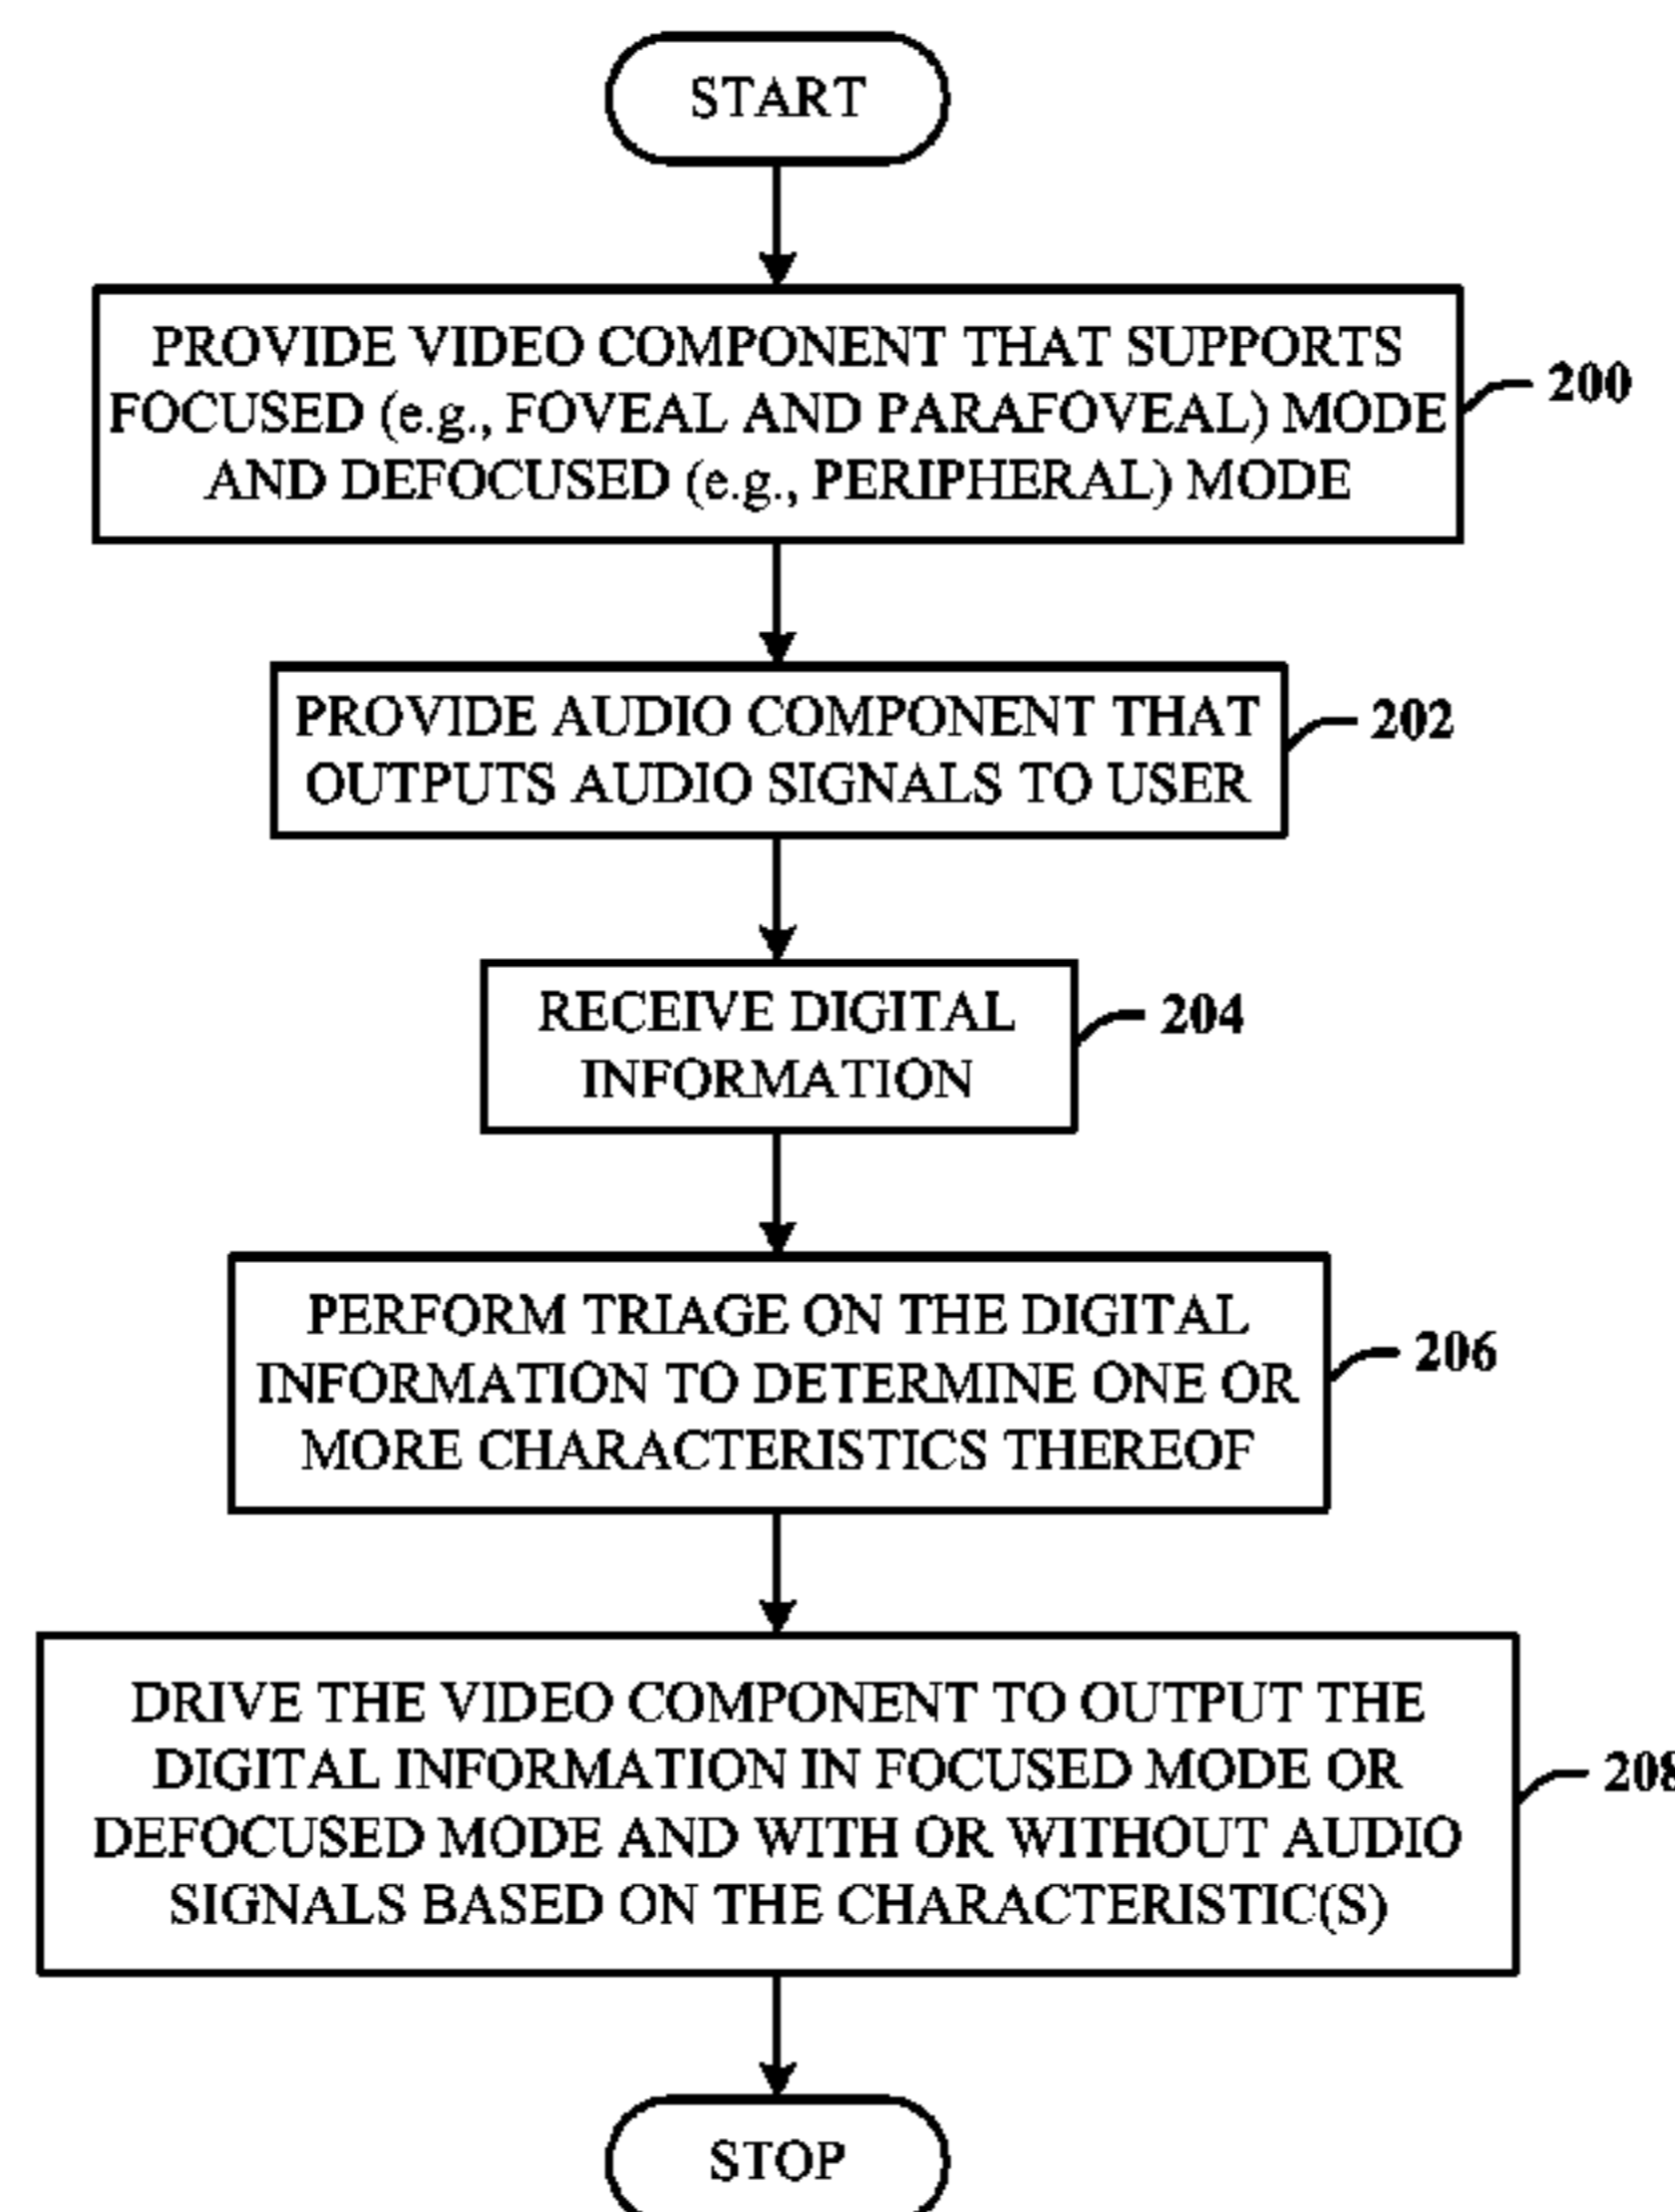 START
PROVIDE VIDEO COMPONENT THAT SUPPORTS
FOCUSED (e.g., FOVEAL AND PARAFOVEAL) MODE
AND DEFOCUSED (e.g., PERIPHERAL) MODE
200
PROVIDE AUDIO COMPONENT THAT
OUTPUTS AUDIO SIGNALS TO USER
202
RECEIVE DIGITAL
INFORMATION
204
PERFORM TRIAGE ON THE DIGITAL
INFORMATION TO DETERMINE ONE OR
MORE CHARACTERISTICS THEREOF
206
DRIVE THE VIDEO COMPONENT TO OUTPUT THE
DIGITAL INFORMATION IN FOCUSED MODE OR
DEFOCUSED MODE AND WITH OR WITHOUT AUDIO
SIGNALS BASED ON THE CHARACTERISTIC(S)
208
STOP